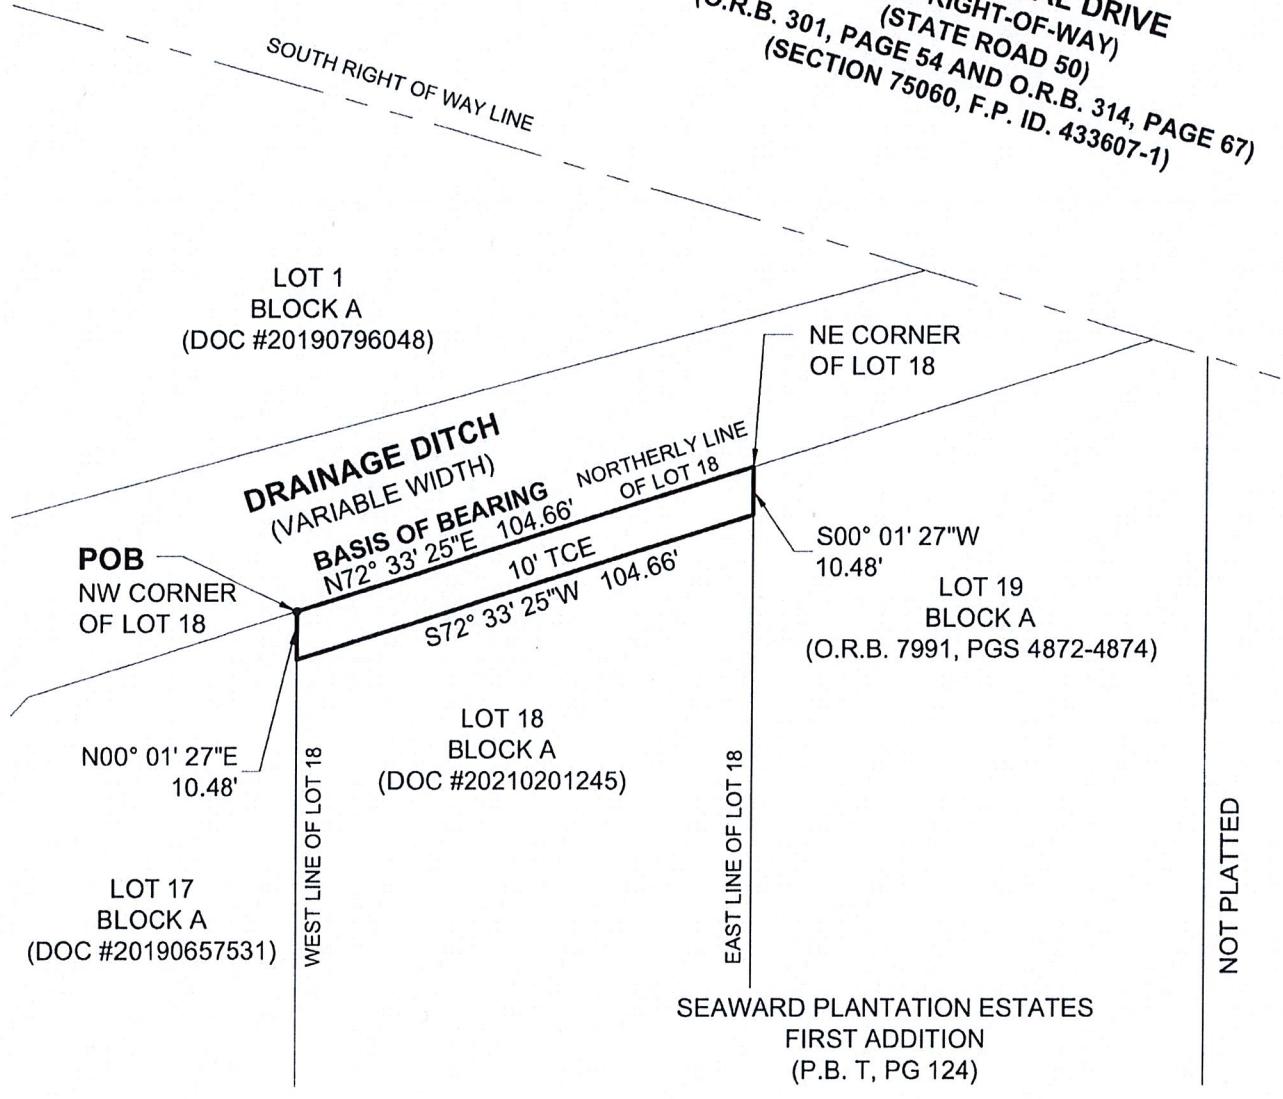 DRIVE
RIGHT-OF-WAY)
(STATE ROAD 50)
(O.R.B. 301, PAGE 54 AND O.R.B. 314, PAGE 67)
(SECTION 75060, F.P. ID. 433607-1)
SOUTH RIGHT OF WAY LINE
LOT 1
BLOCK A
(DOC #20190796048)
NE CORNER
OF LOT 18
DRAINAGE DITCH
(VARIABLE WIDTH)
BASIS OF BEARING
N72° 33' 25"E 104.66'
NORTHERLY LINE
OF LOT 18
10' TCE
S72° 33' 25"W 104.66'
POB
NW CORNER
OF LOT 18
S00° 01' 27"W
10.48'
LOT 19
BLOCK A
(O.R.B. 7991, PGS 4872-4874)
N00° 01' 27"E
10.48'
LOT 18
BLOCK A
(DOC #20210201245)
WEST LINE OF LOT 18
EAST LINE OF LOT 18
NOT PLATTED
LOT 17
BLOCK A
(DOC #20190657531)
SEAWARD PLANTATION ESTATES
FIRST ADDITION
(P.B. T, PG 124)